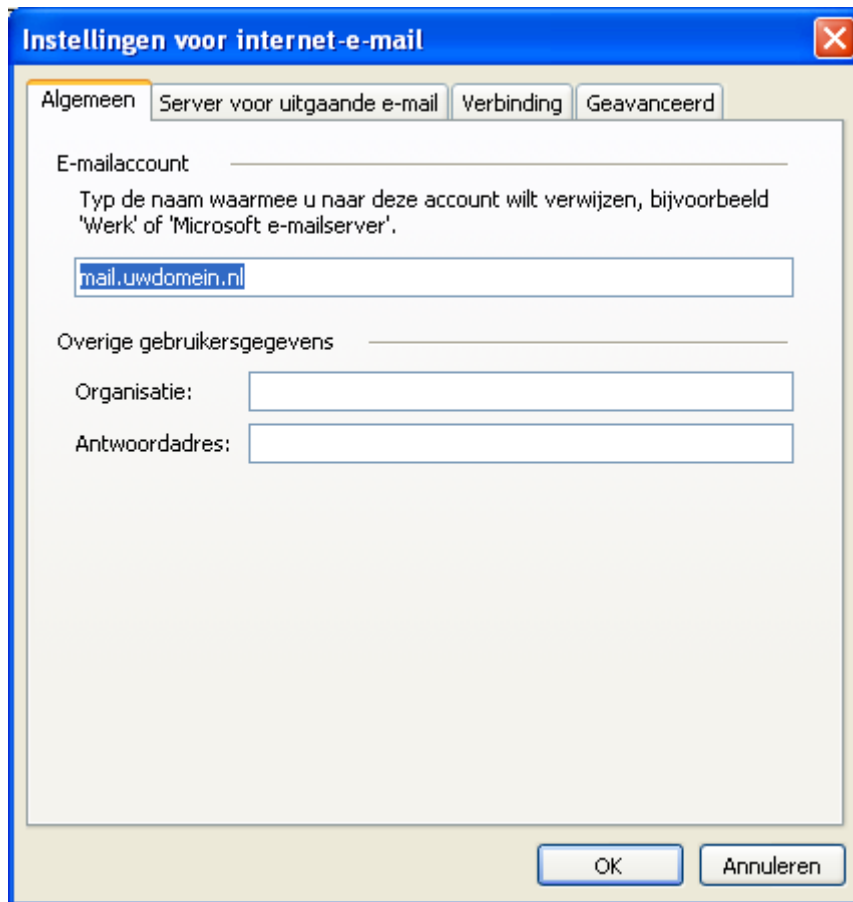 Instellingen voor internet-e-mail
Algemeen
Server voor uitgaande e-mail
Verbinding
Geavanceerd
E-mailaccount
Typ de naam waarmee u naar deze account wilt verwijzen, bijvoorbeeld
'Werk' of 'Microsoft e-mailserver'.
mail.uwdomein.nl
Overige gebruikersgegevens
Organisatie:
Antwoordadres:
OK
Annuleren